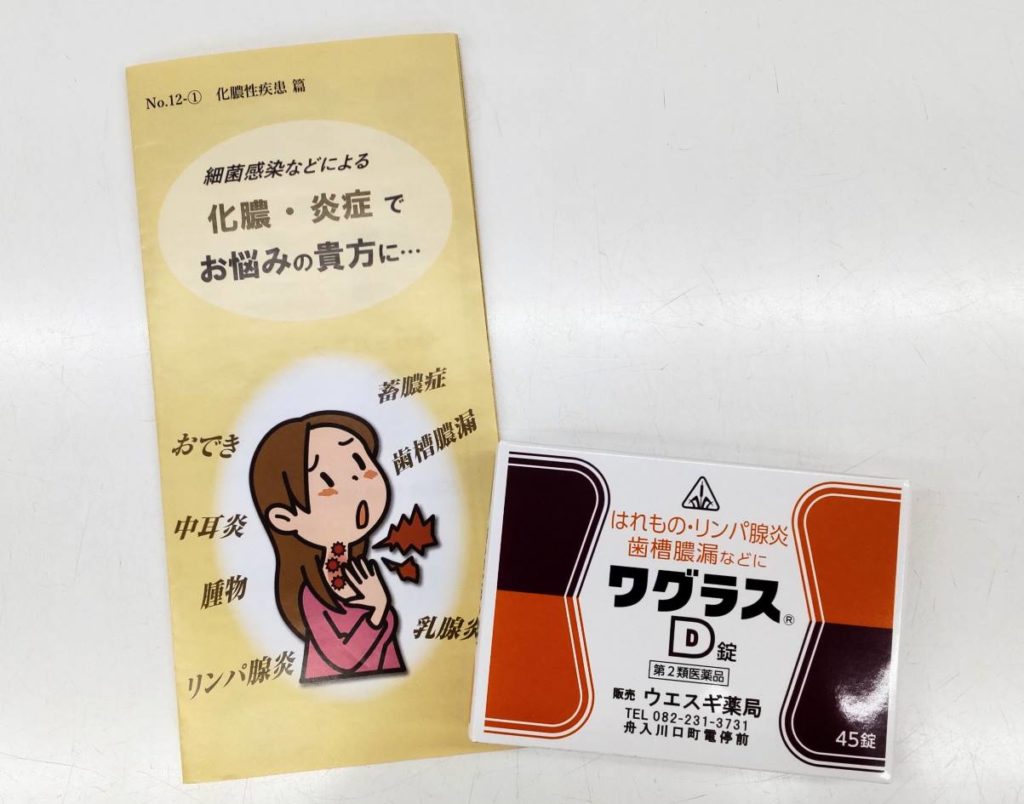 No.12-① 化膿性疾患 篇
細菌感染などによる
化膿・炎症で
お悩みの貴方に…
蓄膿症
歯槽膿漏
おでき
中耳炎
腫物
乳腺炎
リンパ腺炎
はれもの・リンパ腺炎
歯槽膿漏などに
ワグラス®
D錠
第2類医薬品
販売 ウエスギ薬局
TEL 082-231-3731
舟入川口町電停前
45錠